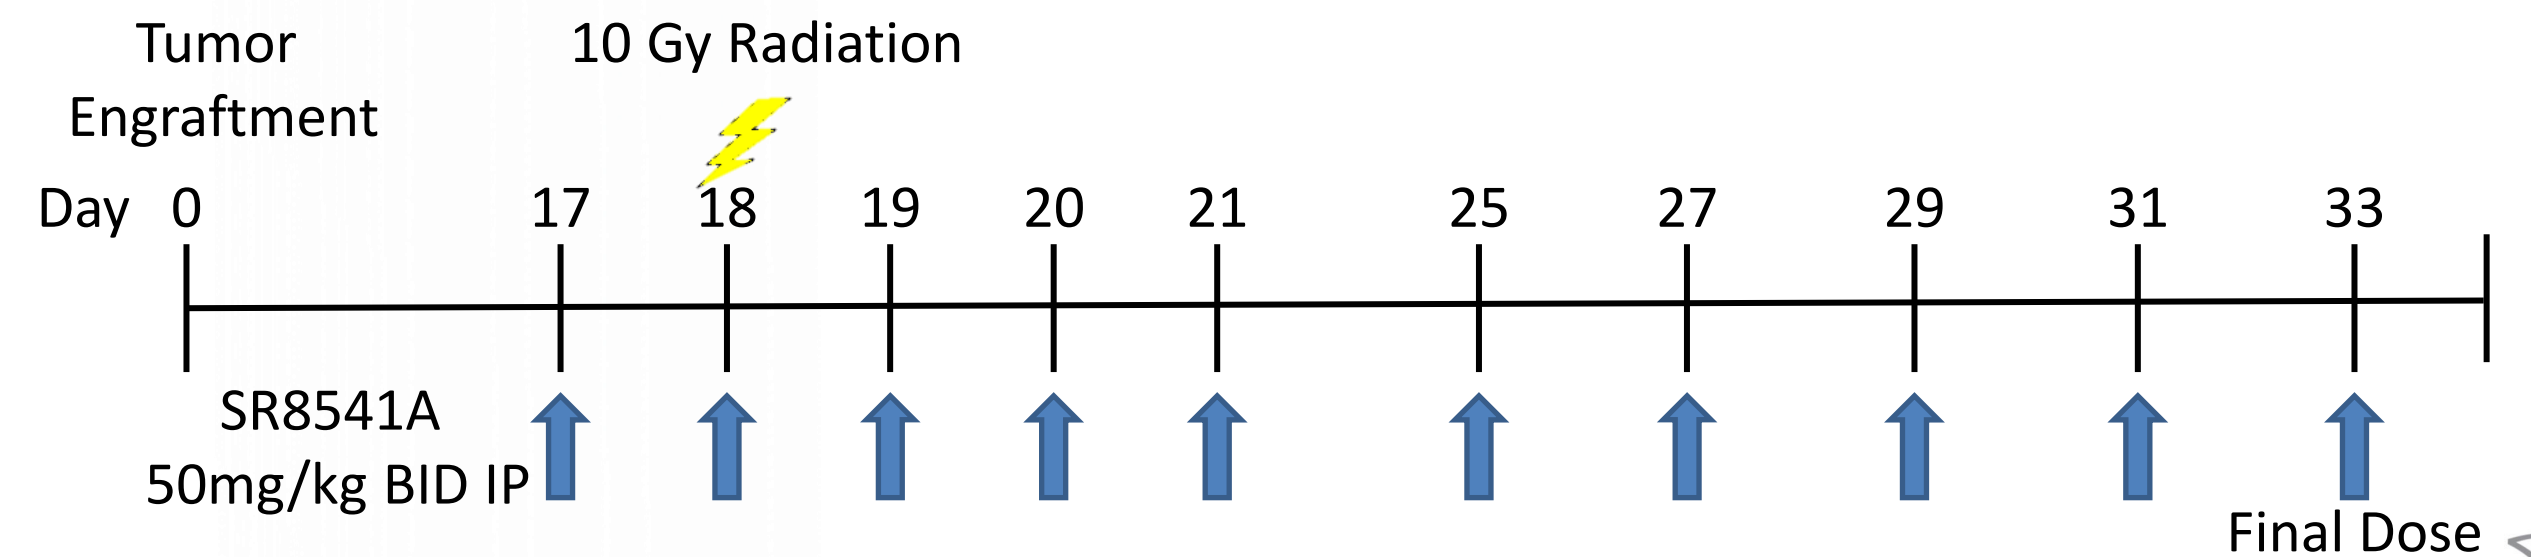 Tumor
Engraftment
10 Gy Radiation
Day 0 17 18 19 20 21 25 27 29 31 33
SR8541A
50mg/kg BID IP
Final Dose